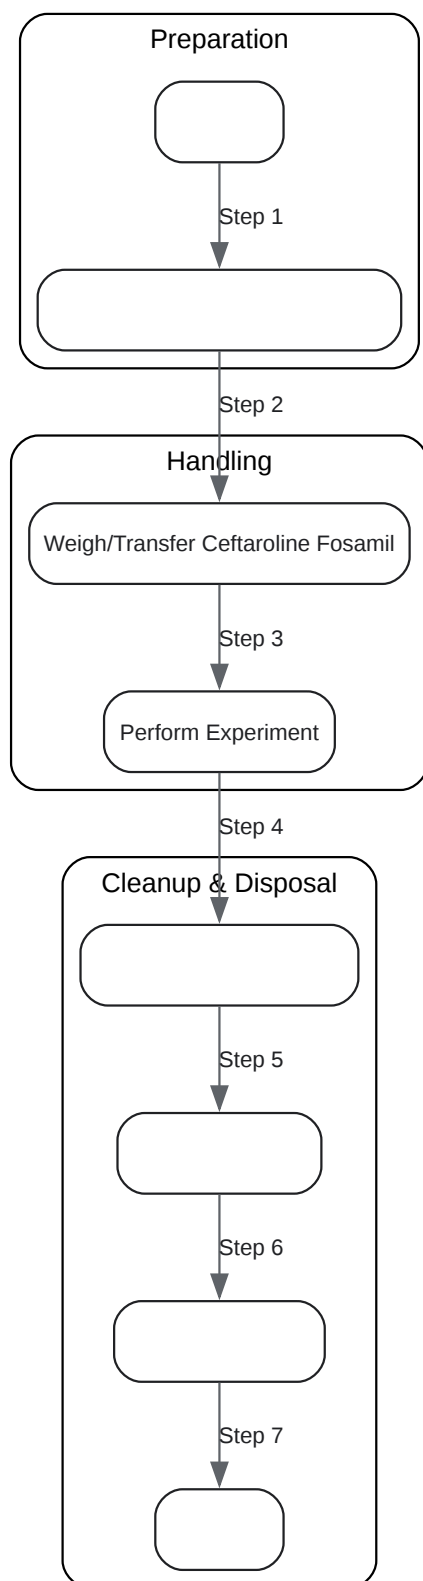 Preparation
Step 1
Step 2
Handling
Weigh/Transfer Ceftaroline Fosamil
Step 3
Perform Experiment
Step 4
Cleanup & Disposal
Step 5
Step 6
Step 7